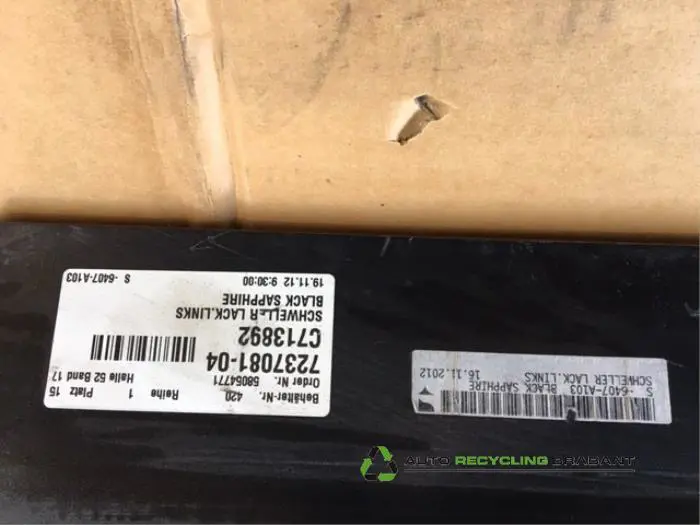 Behälter-Nr. 420 Reihe 1 Platz 15
Order Nr. 58054771 Halle 52 Band 17
7237081-04
C713892
SCHWELLER LACK.LINKS
BLACK SAPPHIRE
19.11.12 9:30:00 S -6407-A103
S -6407-A103 BLACK SAPPHIRE
SCHWELLER LACK.LINKS
16.11.2012
AUTO RECYCLING BRABANT